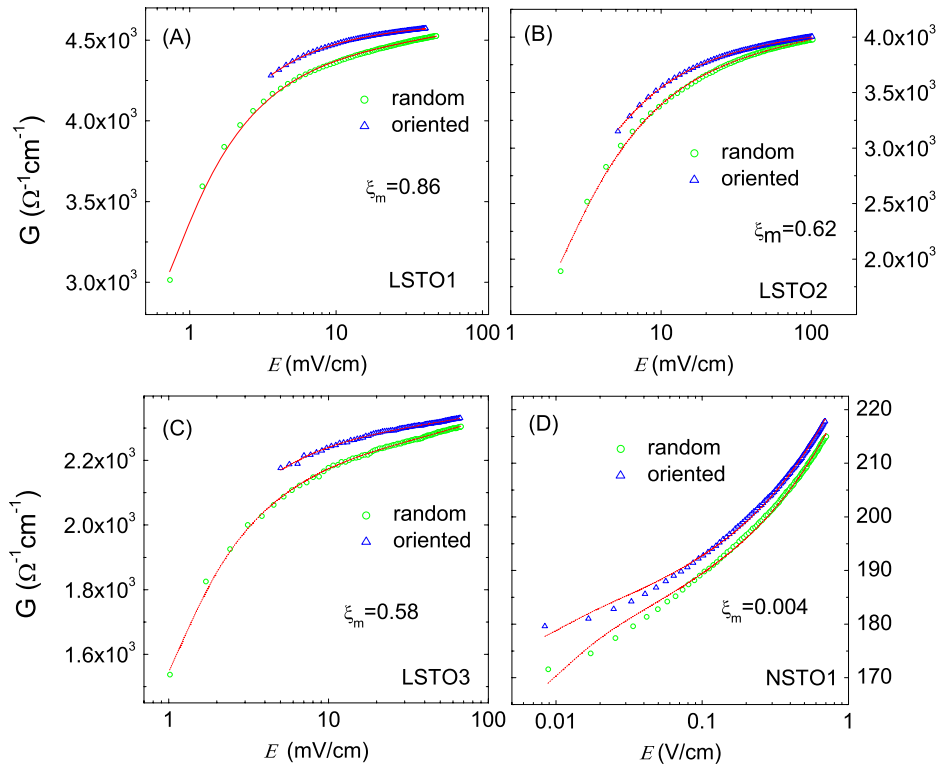 (A)
4.5x10³
4.0x10³
3.5x10³
3.0x10³
G (Ω⁻¹cm⁻¹)
random
oriented
ξm=0.86
LSTO1
1 10 100
E (mV/cm)
(B)
4.0x10³
3.5x10³
3.0x10³
2.5x10³
2.0x10³
random
oriented
ξm=0.62
LSTO2
1 10 100
E (mV/cm)
(C)
2.2x10³
2.0x10³
1.8x10³
1.6x10³
G (Ω⁻¹cm⁻¹)
random
oriented
ξm=0.58
LSTO3
1 10 100
E (mV/cm)
(D)
220
210
200
190
180
170
random
oriented
ξm=0.004
NSTO1
0.01 0.1 1
E (V/cm)